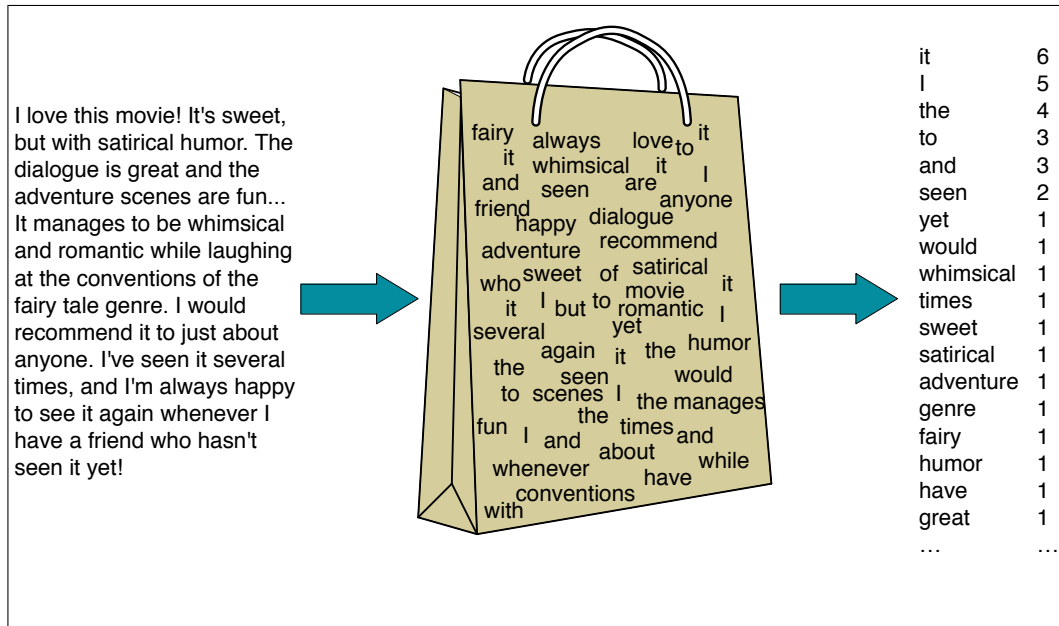 I love this movie! It's sweet,
but with satirical humor. The
dialogue is great and the
adventure scenes are fun...
It manages to be whimsical
and romantic while laughing
at the conventions of the
fairy tale genre. I would
recommend it to just about
anyone. I've seen it several
times, and I'm always happy
to see it again whenever I
have a friend who hasn't
seen it yet!
fairy always love to it
it whimsical it I
and seen are anyone
friend happy dialogue
adventure recommend
who sweet of satirical it
it I but to movie romantic I
several yet
again it the humor
the seen would
to scenes I the manages
fun the times and
I and about
whenever have while
conventions
with
it 6
I 5
the 4
to 3
and 3
seen 2
yet 1
would 1
whimsical 1
times 1
sweet 1
satirical 1
adventure 1
genre 1
fairy 1
humor 1
have 1
great 1
… …